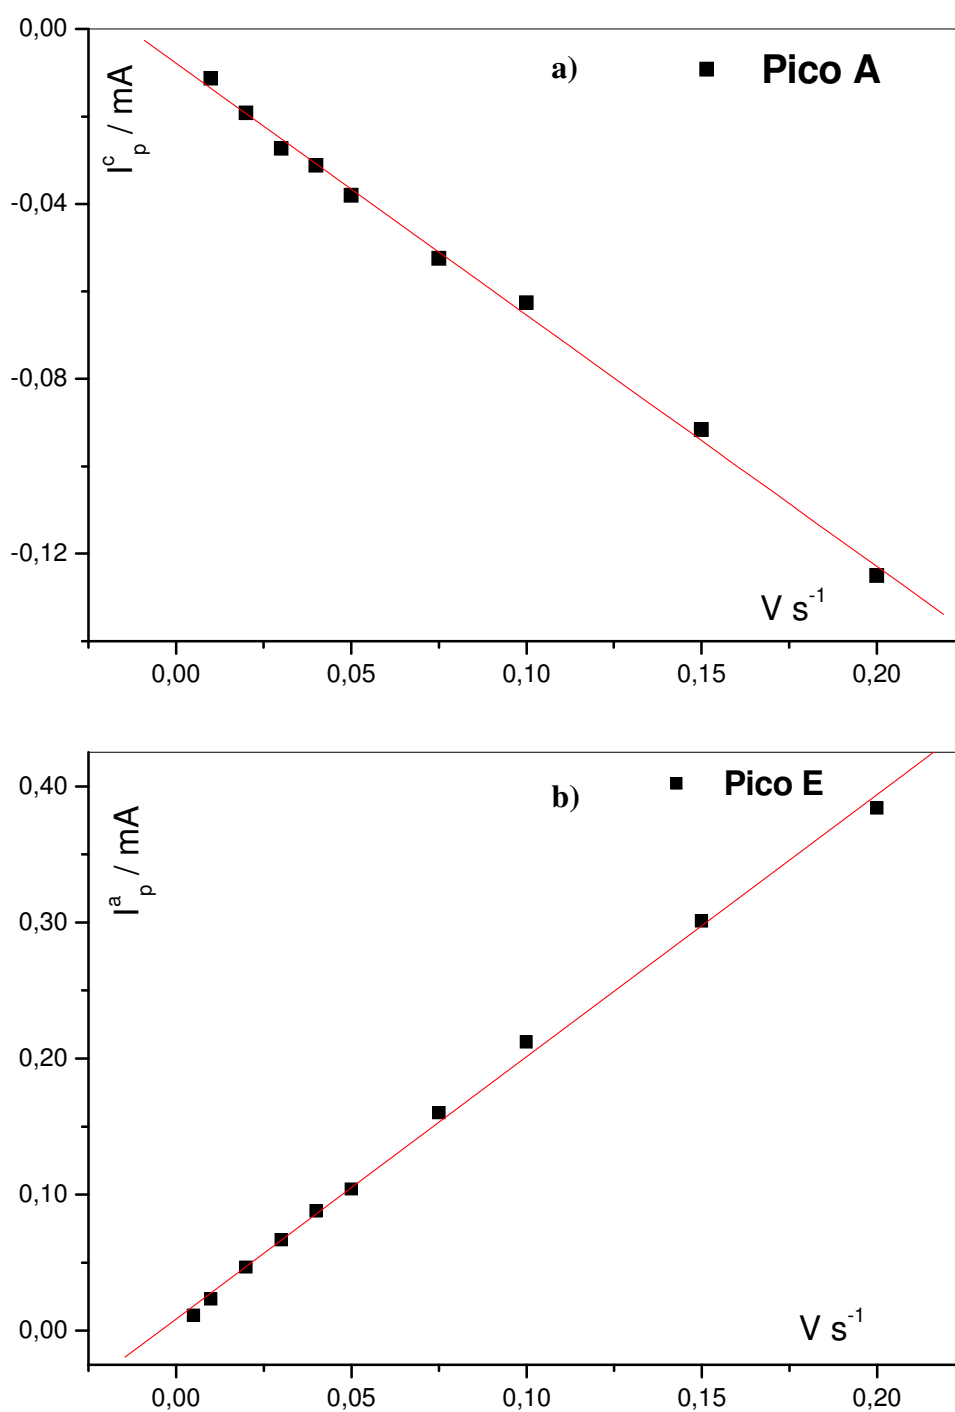 0,00
a)
Pico A
I^c_p / mA
-0,04
-0,08
-0,12
V s^-1
0,00 0,05 0,10 0,15 0,20
0,40
b)
Pico E
I^a_p / mA
0,30
0,20
0,10
0,00
V s^-1
0,00 0,05 0,10 0,15 0,20